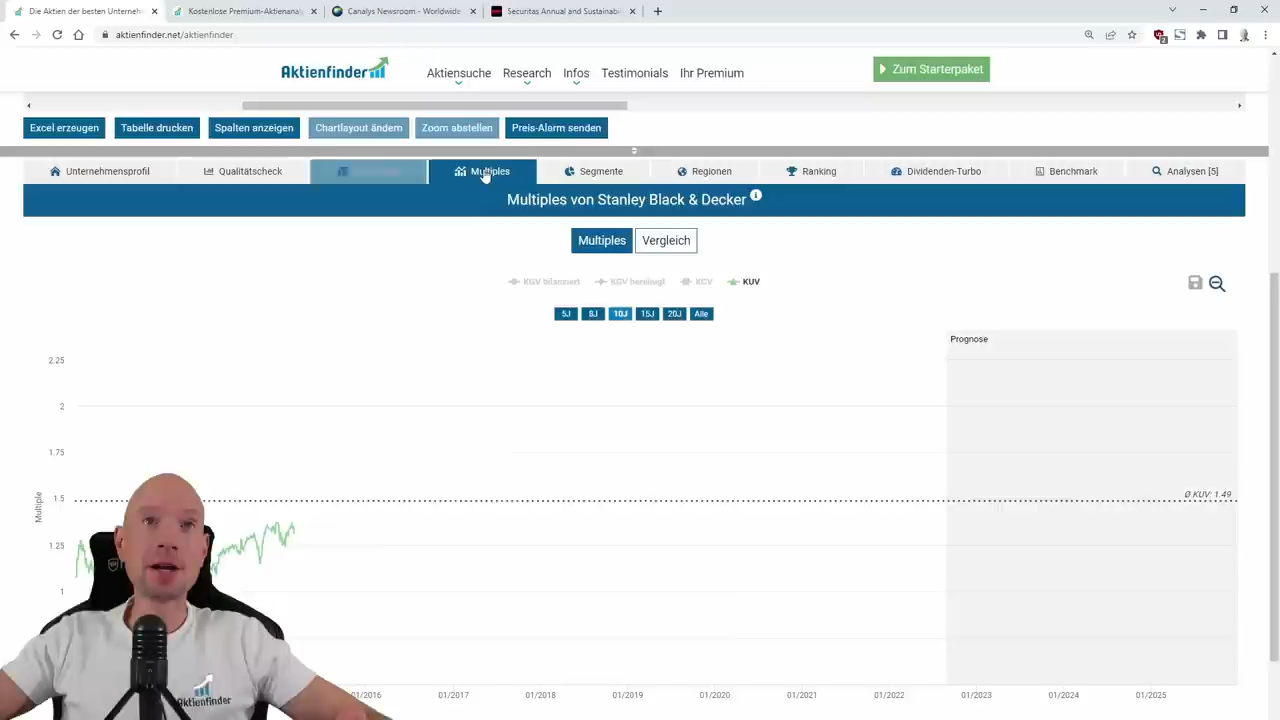 Die Aktien der besten Unterneh
Kostenlose Premium-Aktienanaly
Canalys Newsroom - Worldwide
Securitas Annual and Sustainabi
aktienfinder.net/aktienfinder
Aktienfinder
Aktiensuche
Research
Infos
Testimonials
Ihr Premium
Zum Starterpaket
Excel erzeugen
Tabelle drucken
Spalten anzeigen
Chartlayout ändern
Zoom abstellen
Preis-Alarm senden
Unternehmensprofil
Qualitätscheck
Multiples
Segmente
Regionen
Ranking
Dividenden-Turbo
Benchmark
Analysen [5]
Multiples von Stanley Black & Decker
Multiples
Vergleich
KGV bilanziert
KGV bereinigt
KCV
KUV
5J
8J
10J
15J
20J
Alle
Prognose
2.25
2
1.75
1.5
Ø KUV: 1.49
1.25
1
Multiple
01/2016
01/2017
01/2018
01/2019
01/2020
01/2021
01/2022
01/2023
01/2024
01/2025
Aktienfinder